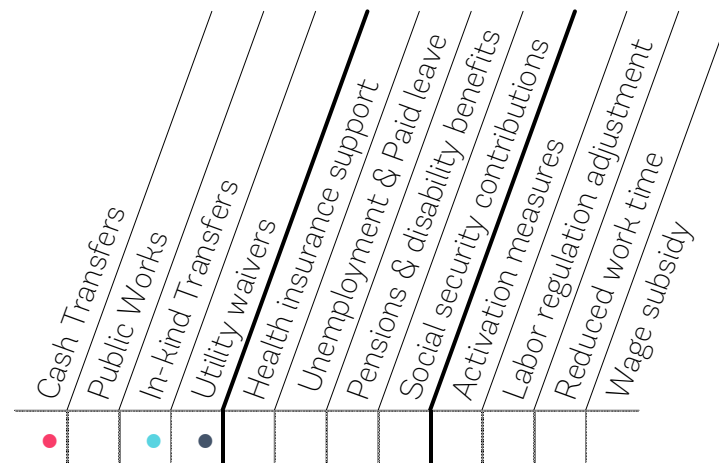 Cash Transfers
Public Works
In-kind Transfers
Utility waivers
Health insurance support
Unemployment & Paid leave
Pensions & disability benefits
Social security contributions
Activation measures
Labor regulation adjustment
Reduced work time
Wage subsidy